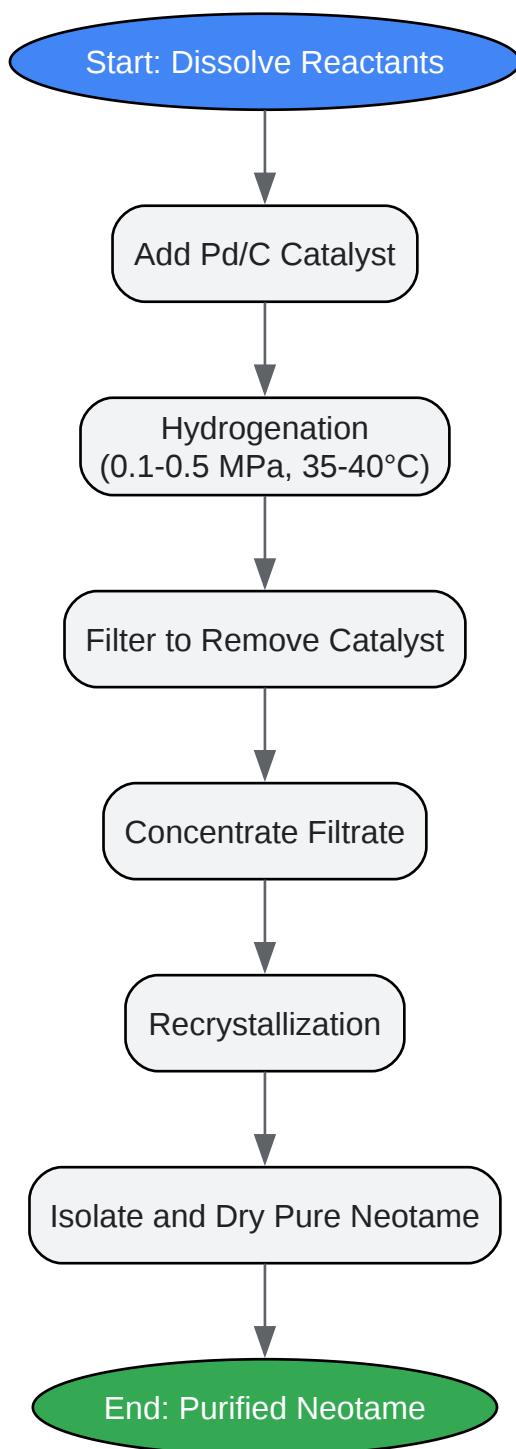 Start: Dissolve Reactants
Add Pd/C Catalyst
Hydrogenation
(0.1-0.5 MPa, 35-40°C)
Filter to Remove Catalyst
Concentrate Filtrate
Recrystallization
Isolate and Dry Pure Neotame
End: Purified Neotame